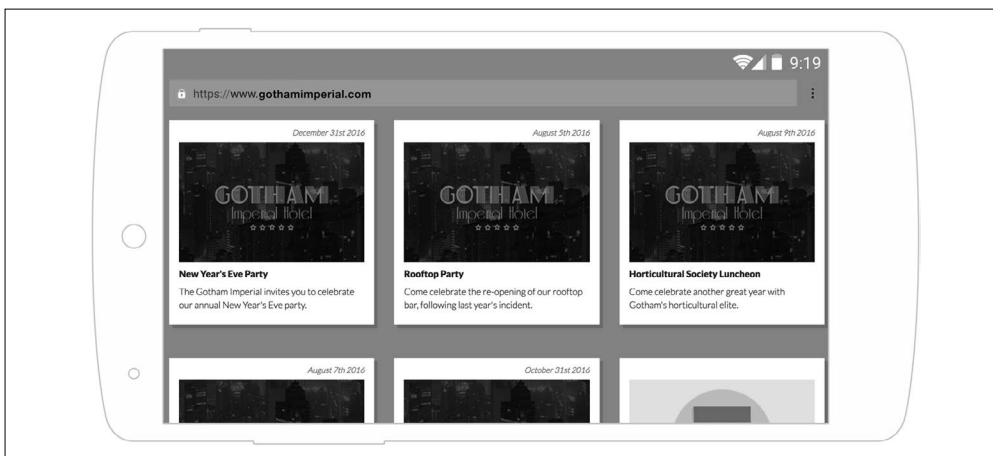 9:19
https://www.gothamimperial.com
December 31st 2016
GOTHAM
Imperial Hotel
New Year's Eve Party
The Gotham Imperial invites you to celebrate
our annual New Year's Eve party.
August 5th 2016
GOTHAM
Imperial Hotel
Rooftop Party
Come celebrate the re-opening of our rooftop
bar, following last year's incident.
August 9th 2016
GOTHAM
Imperial Hotel
Horticultural Society Luncheon
Come celebrate another great year with
Gotham's horticultural elite.
August 7th 2016
October 31st 2016